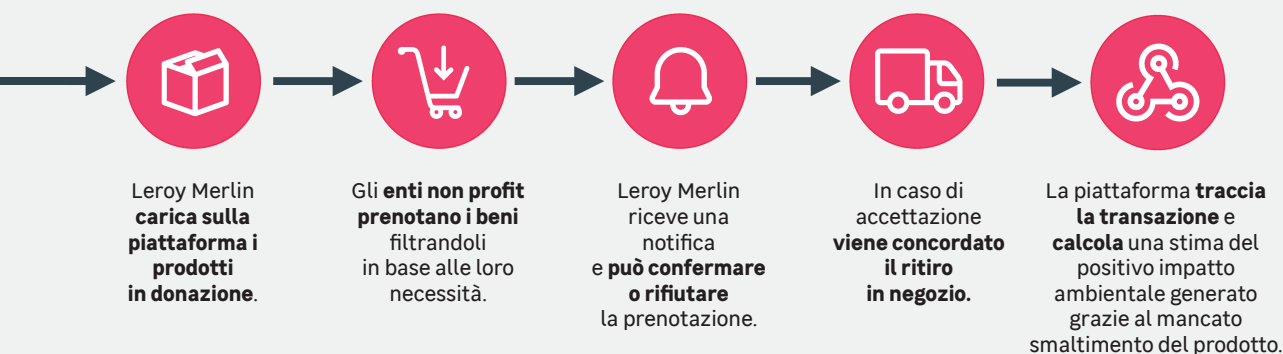 Leroy Merlin
carica sulla
piattaforma i
prodotti
in donazione.
Gli enti non profit
prenotano i beni
filtrandoli
in base alle loro
necessità.
Leroy Merlin
riceve una
notifica
e può confermare
o rifiutare
la prenotazione.
In caso di
accettazione
viene concordato
il ritiro
in negozio.
La piattaforma traccia
la transazione e
calcola una stima del
positivo impatto
ambientale generato
grazie al mancato
smaltimento del prodotto.